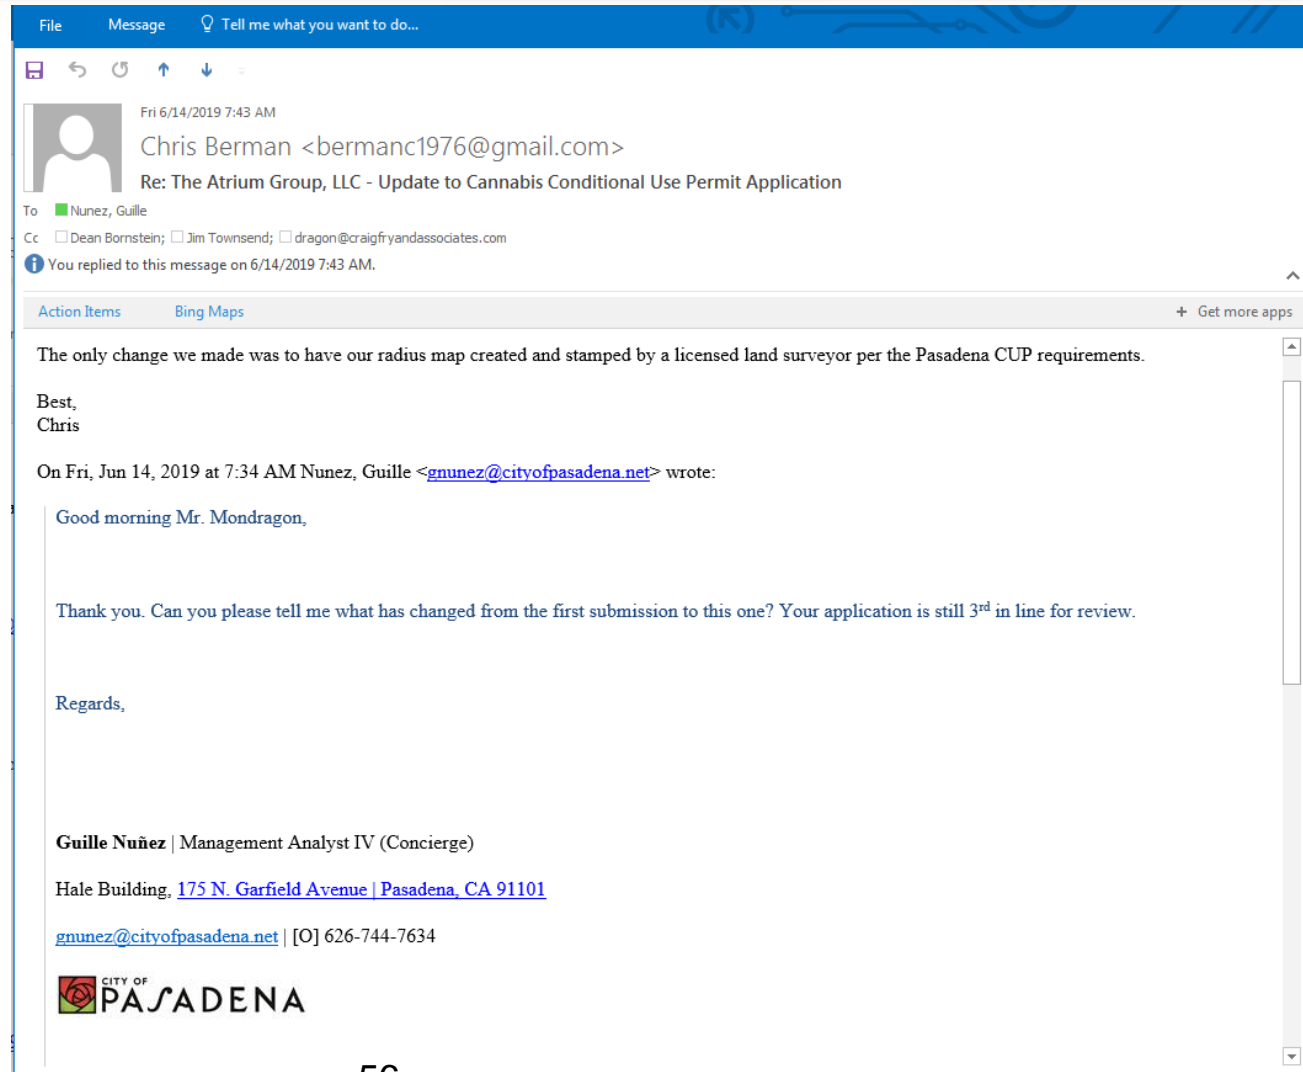 File Message Tell me what you want to do...
Fri 6/14/2019 7:43 AM
Chris Berman <bermanc1976@gmail.com>
Re: The Atrium Group, LLC - Update to Cannabis Conditional Use Permit Application
To Nunez, Guille
Cc Dean Bornstein; Jim Townsend; dragon@craigfryandassociates.com
You replied to this message on 6/14/2019 7:43 AM.
Action Items Bing Maps + Get more apps
The only change we made was to have our radius map created and stamped by a licensed land surveyor per the Pasadena CUP requirements.
Best,
Chris
On Fri, Jun 14, 2019 at 7:34 AM Nunez, Guille <gnunez@cityofpasadena.net> wrote:
Good morning Mr. Mondragon,
Thank you. Can you please tell me what has changed from the first submission to this one? Your application is still 3rd in line for review.
Regards,
Guille Nuñez | Management Analyst IV (Concierge)
Hale Building, 175 N. Garfield Avenue | Pasadena, CA 91101
gnunez@cityofpasadena.net | [O] 626-744-7634
CITY OF
PASADENA